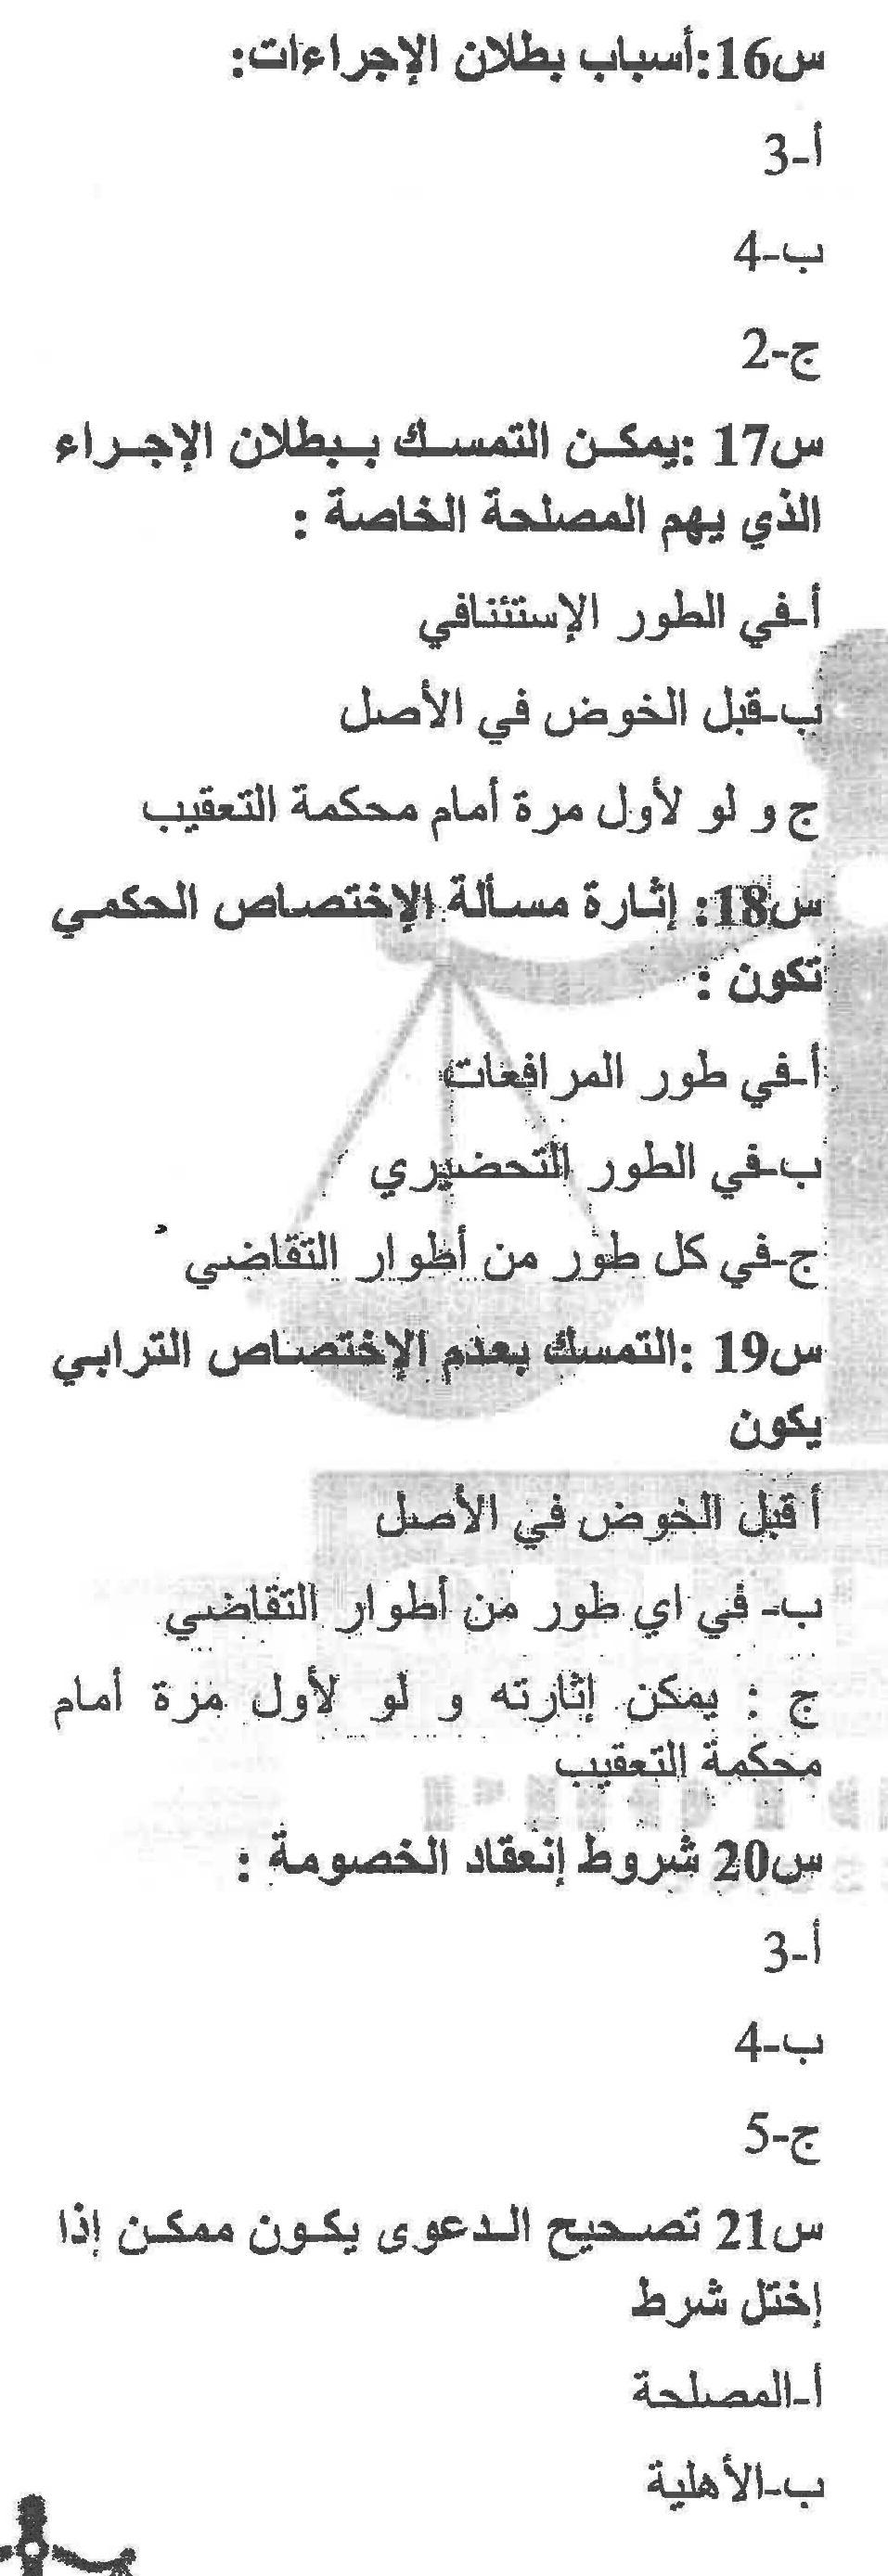 س16:أسباب بطلان الإجراءات:
أ-3
ب-4
ج-2
س17 :يمكن التمسك ببطلان الإجراء
الذي يهم المصلحة الخاصة :
أ-في الطور الإستئنافي
ب-قبل الخوض في الأصل
ج و لو لأول مرة أمام محكمة التعقيب
س18: إثارة مسألة الإختصاص الحكمي
تكون :
أ-في طور المرافعات
ب-في الطور التحضيري
ج-في كل طور من أطوار التقاضي
س19 :التمسك بعدم الإختصاص الترابي
يكون
أ قبل الخوض في الأصل
ب- في اي طور من أطوار التقاضي
ج : يمكن إثارته و لو لأول مرة أمام
محكمة التعقيب
س20 شروط إنعقاد الخصومة :
أ-3
ب-4
ج-5
س21 تصحيح الدعوى يكون ممكن إذا
إختل شرط
أ-المصلحة
ب-الأهلية